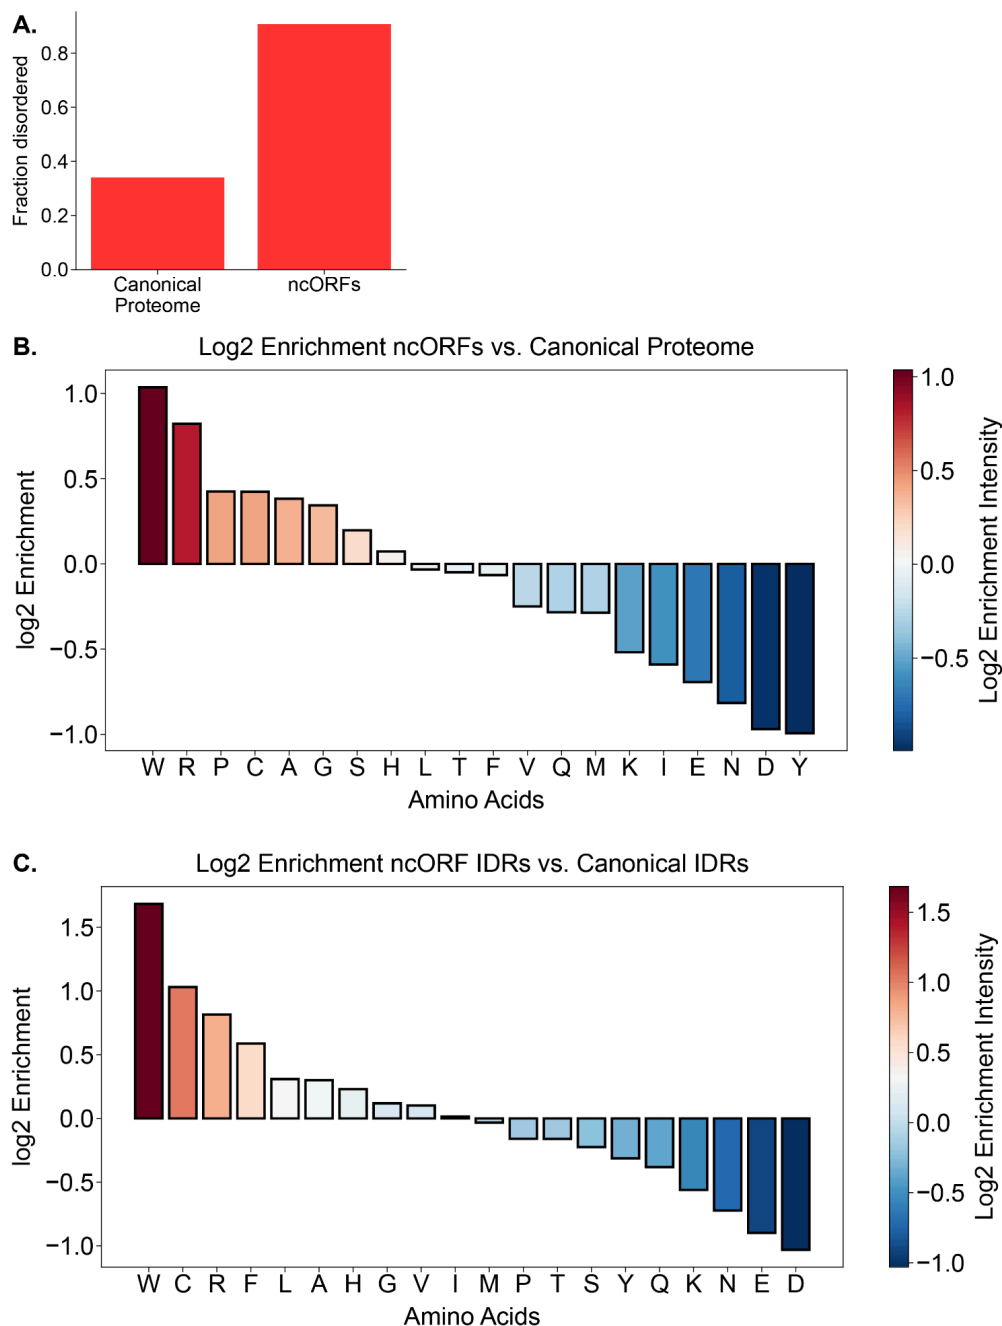 A.
Fraction disordered
0.8
0.6
0.4
0.2
0.0
Canonical
Proteome
ncORFs
B.
Log2 Enrichment ncORFs vs. Canonical Proteome
log2 Enrichment
1.0
0.5
0.0
−0.5
−1.0
W R P C A G S H L T F V Q M K I E N D Y
Amino Acids
1.0
0.5
0.0
−0.5
Log2 Enrichment Intensity
C.
Log2 Enrichment ncORF IDRs vs. Canonical IDRs
log2 Enrichment
1.5
1.0
0.5
0.0
−0.5
−1.0
W C R F L A H G V I M P T S Y Q K N E D
Amino Acids
1.5
1.0
0.5
0.0
−0.5
−1.0
Log2 Enrichment Intensity